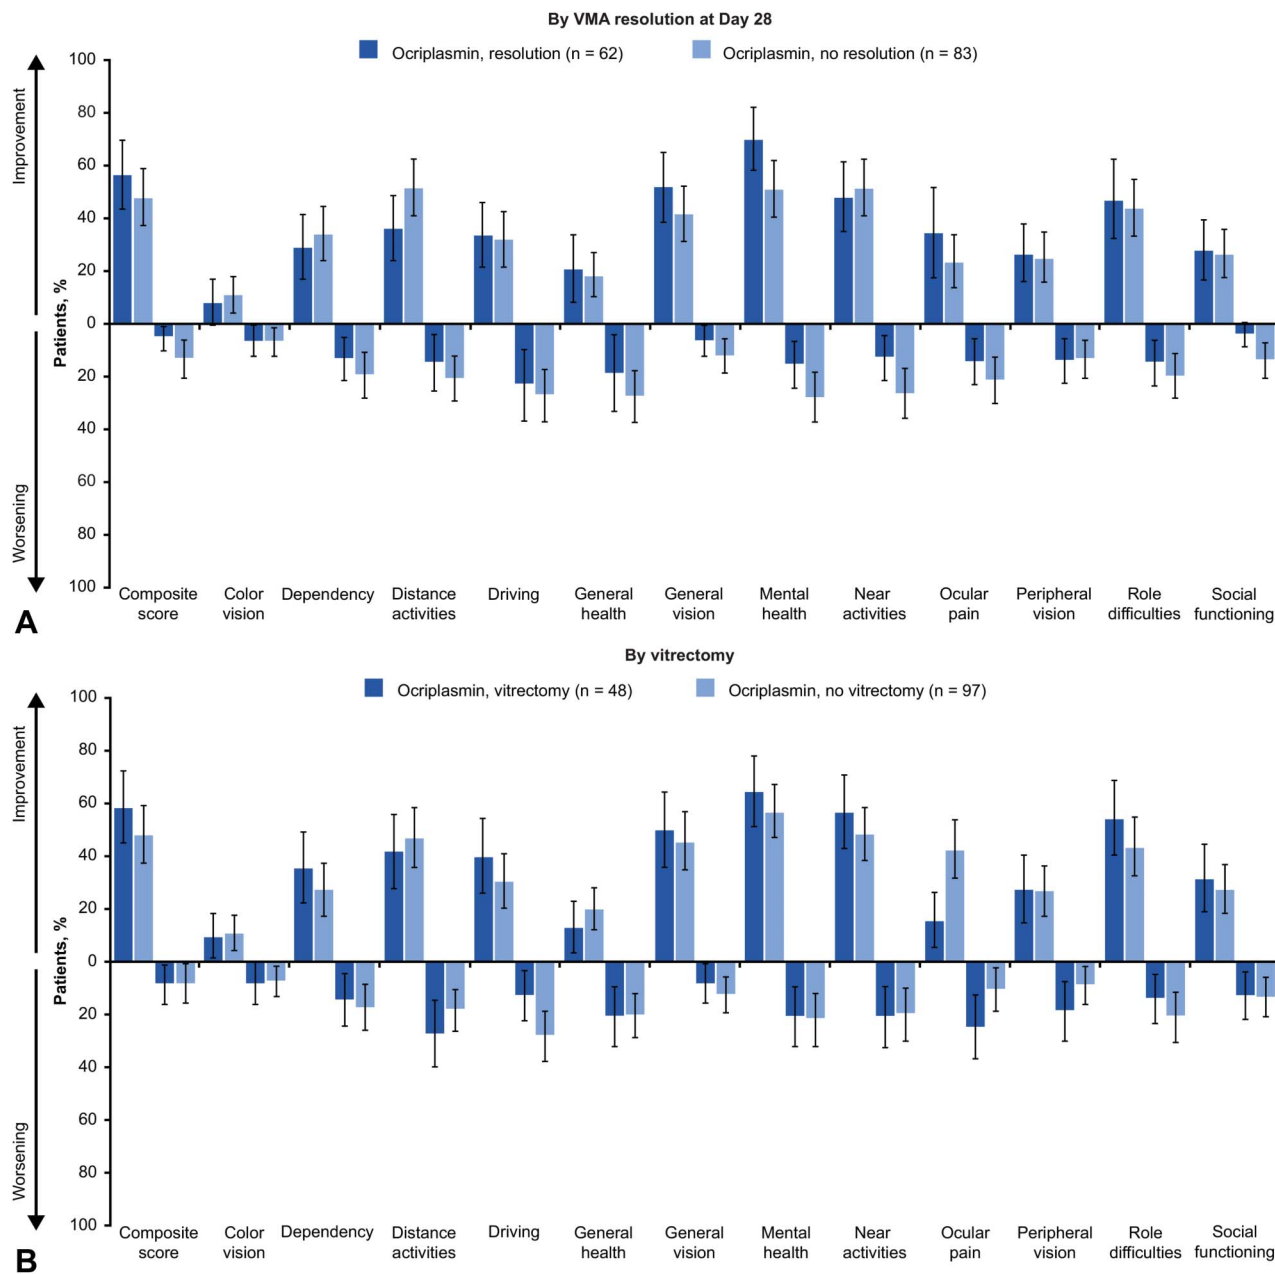 By VMA resolution at Day 28
Ocriplasmin, resolution (n = 62)
Ocriplasmin, no resolution (n = 83)
Improvement
Worsening
Patients, %
100
80
60
40
20
0
20
40
60
80
100
Composite score
Color vision
Dependency
Distance activities
Driving
General health
General vision
Mental health
Near activities
Ocular pain
Peripheral vision
Role difficulties
Social functioning
A
By vitrectomy
Ocriplasmin, vitrectomy (n = 48)
Ocriplasmin, no vitrectomy (n = 97)
Improvement
Worsening
Patients, %
100
80
60
40
20
0
20
40
60
80
100
Composite score
Color vision
Dependency
Distance activities
Driving
General health
General vision
Mental health
Near activities
Ocular pain
Peripheral vision
Role difficulties
Social functioning
B